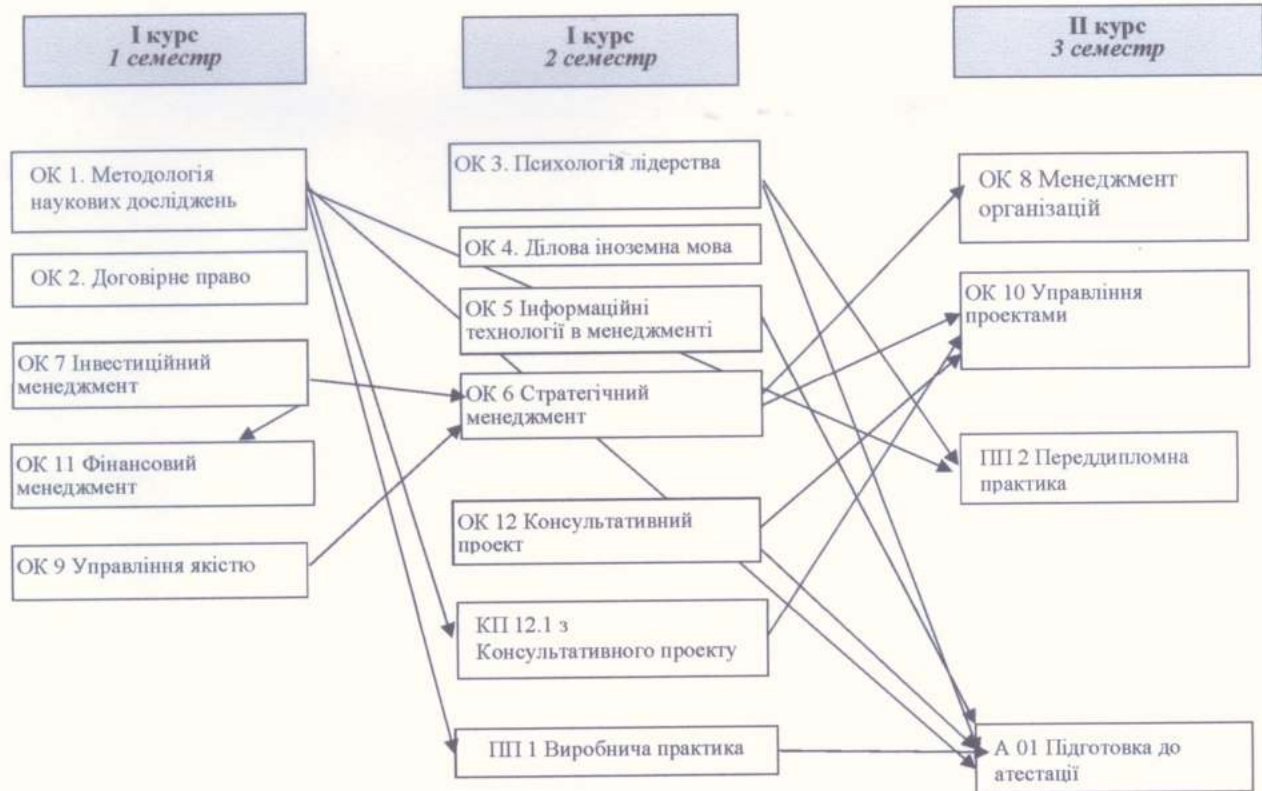 І курс
1 семестр
І курс
2 семестр
ІІ курс
3 семестр
ОК 1. Методологія
наукових досліджень
ОК 2. Договірне право
ОК 7 Інвестиційний
менеджмент
ОК 11 Фінансовий
менеджмент
ОК 9 Управління якістю
ОК 3. Психологія лідерства
ОК 4. Ділова іноземна мова
ОК 5 Інформаційні
технології в менеджменті
ОК 6 Стратегічний
менеджмент
ОК 12 Консультативний
проект
КП 12.1 з
Консультативного проекту
ПП 1 Виробнича практика
ОК 8 Менеджмент
організацій
ОК 10 Управління
проектами
ПП 2 Переддипломна
практика
А 01 Підготовка до
атестації